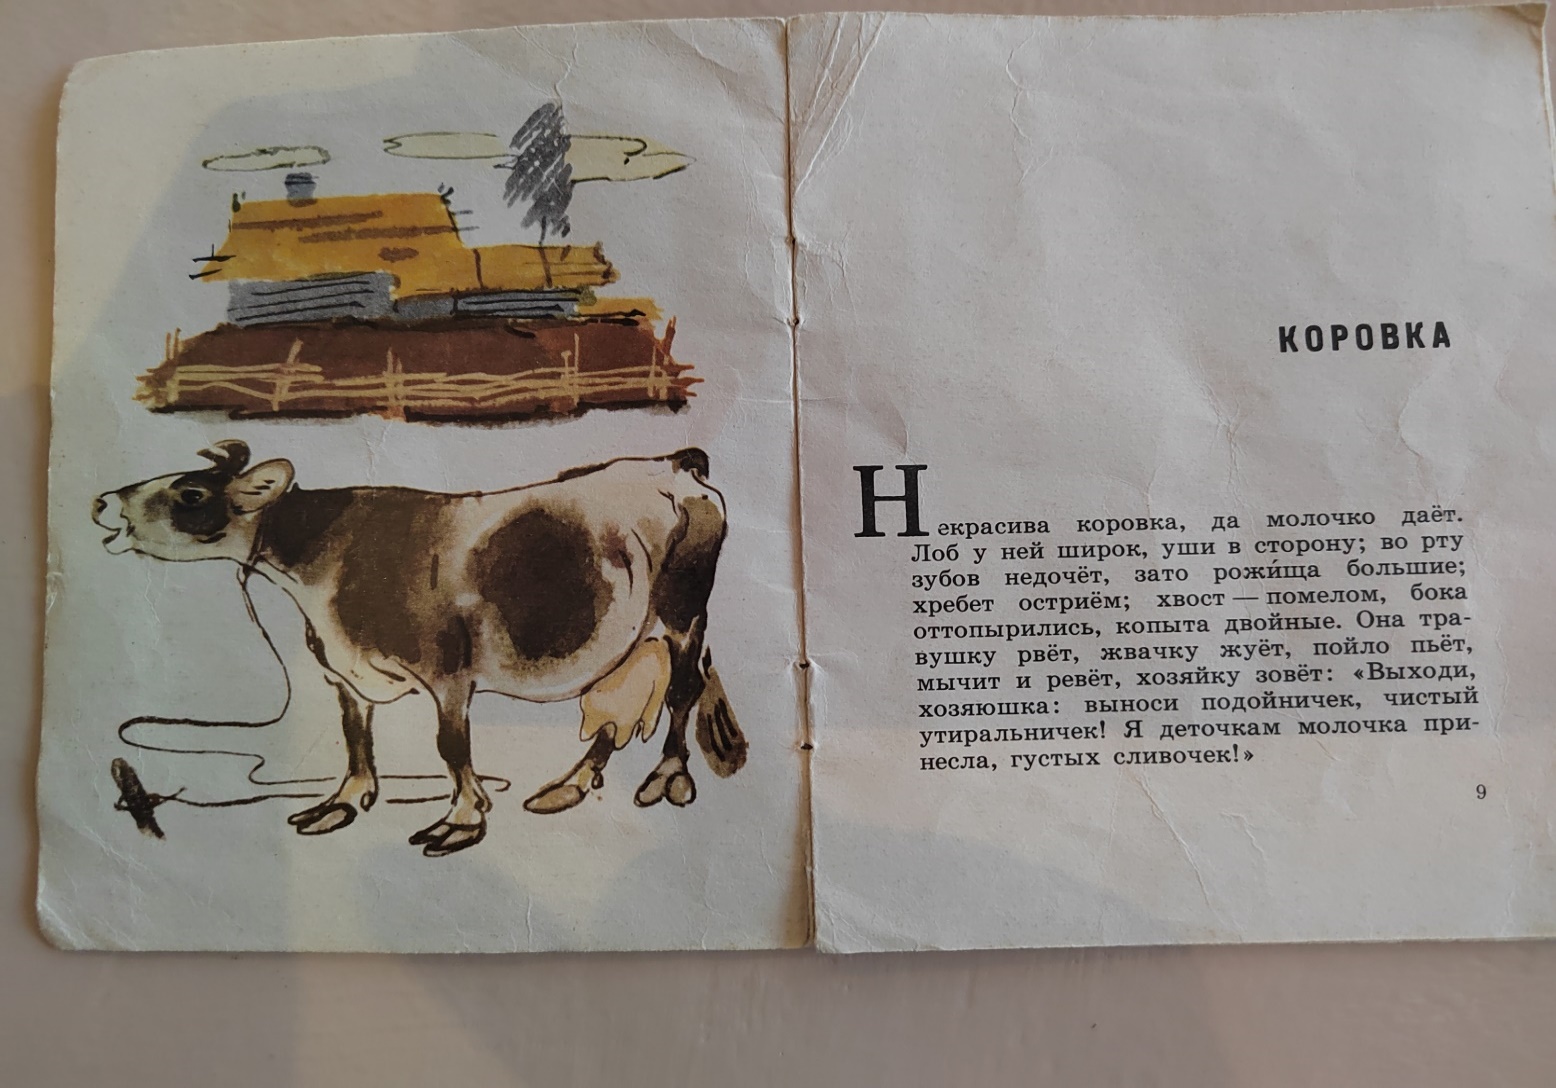 КОРОВКА
Некрасива коровка, да молочко даёт.
Лоб у ней широк, уши в сторону; во рту
зубов недочёт, зато рожи́ща большие;
хребет остриём; хвост — помелом, бока
оттопырились, копыта двойные. Она тра-
вушку рвёт, жвачку жуёт, пойло пьёт,
мычит и ревёт, хозяйку зовёт: «Выходи,
хозяюшка: выноси подойничек, чистый
утиральничек! Я деточкам молочка при-
несла, густых сливочек!»
9